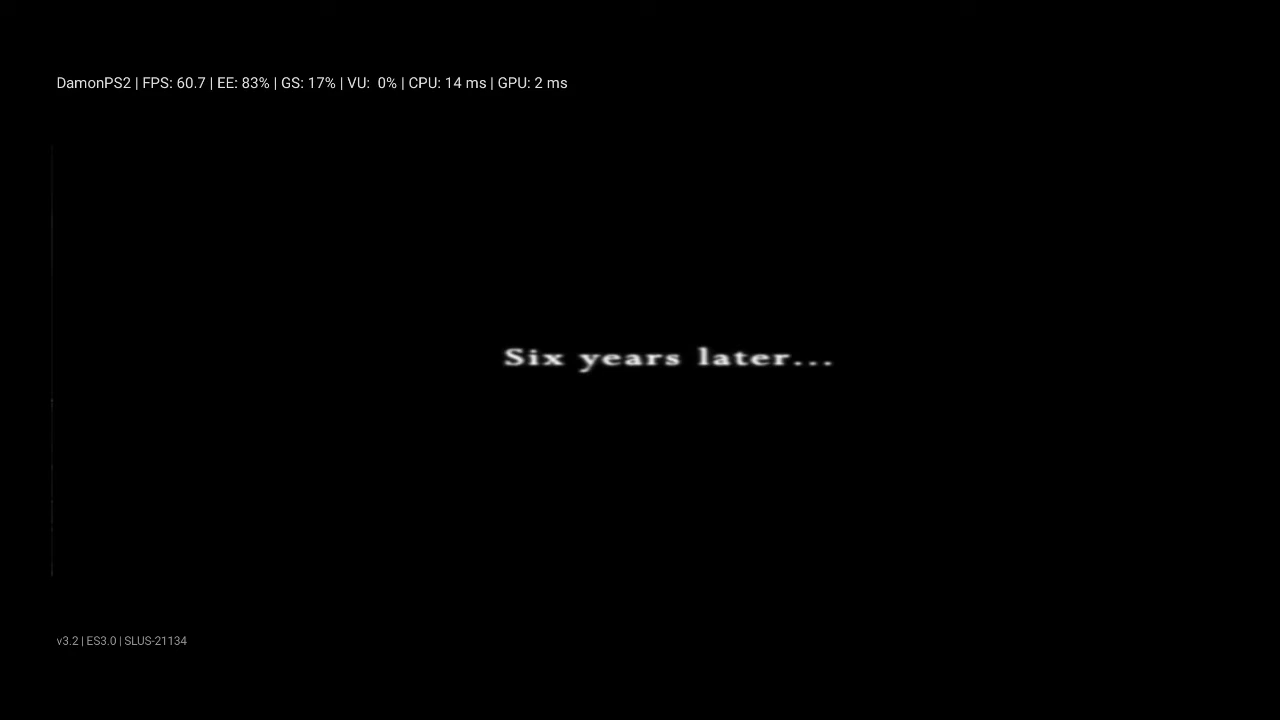 DamonPS2 | FPS: 60.7 | EE: 83% | GS: 17% | VU:  0% | CPU: 14 ms | GPU: 2 ms
Six years later...
v3.2 | ES3.0 | SLUS-21134